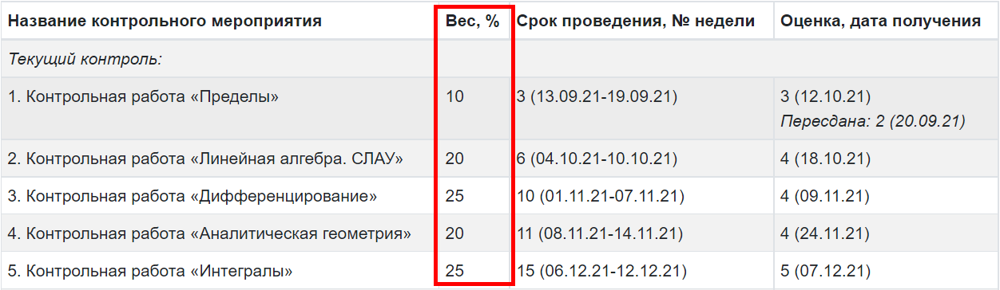 Название контрольного мероприятия Вес, % Срок проведения, № недели Оценка, дата получения
Текущий контроль:
1. Контрольная работа «Пределы» 10 3 (13.09.21-19.09.21) 3 (12.10.21)
Пересдана: 2 (20.09.21)
2. Контрольная работа «Линейная алгебра. СЛАУ» 20 6 (04.10.21-10.10.21) 4 (18.10.21)
3. Контрольная работа «Дифференцирование» 25 10 (01.11.21-07.11.21) 4 (09.11.21)
4. Контрольная работа «Аналитическая геометрия» 20 11 (08.11.21-14.11.21) 4 (24.11.21)
5. Контрольная работа «Интегралы» 25 15 (06.12.21-12.12.21) 5 (07.12.21)